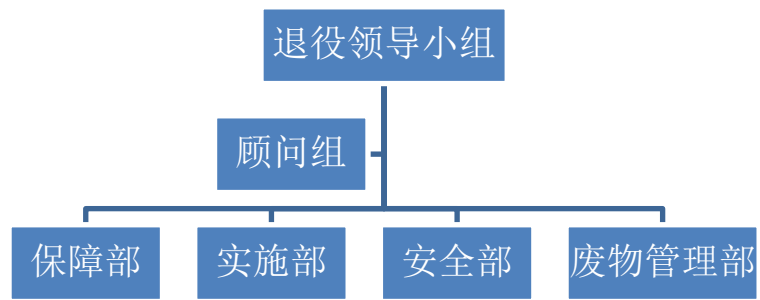 退役领导小组
顾问组
保障部
实施部
安全部
废物管理部